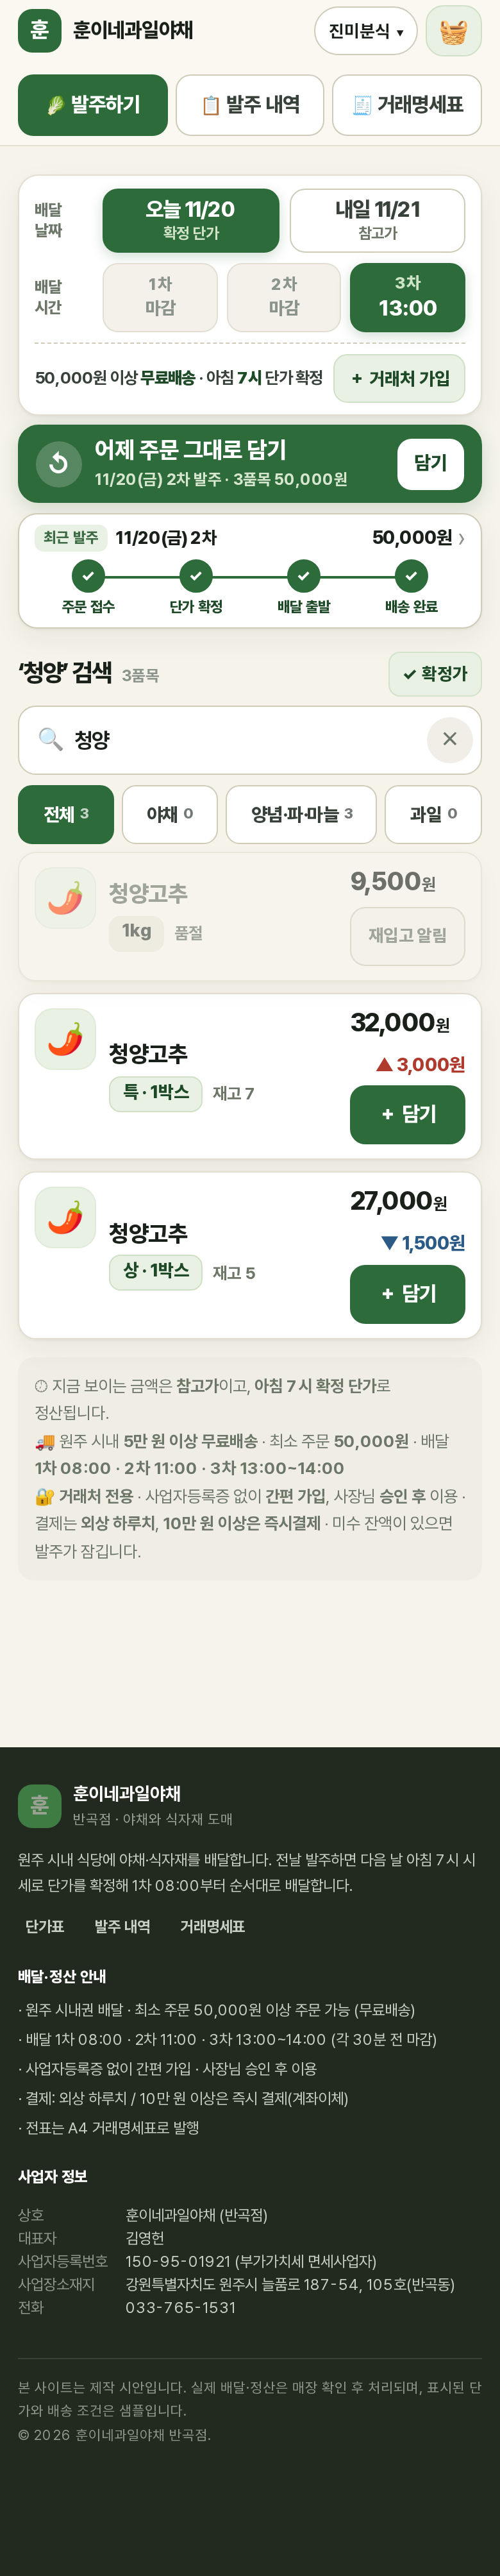 훈 훈이네과일야채 진미분식 ▼
발주하기 발주 내역 거래명세표
배달 날짜
오늘 11/20
확정 단가
내일 11/21
참고가
배달 시간
1차
마감
2차
마감
3차
13:00
50,000원 이상 무료배송 · 아침 7시 단가 확정
+ 거래처 가입
어제 주문 그대로 담기
11/20(금) 2차 발주 · 3품목 50,000원
담기
최근 발주 11/20(금) 2차 50,000원 ›
주문 접수 단가 확정 배달 출발 배송 완료
‘청양’ 검색 3품목
✓ 확정가
청양 ✕
전체 3 야채 0 양념·파·마늘 3 과일 0
청양고추
1kg 품절
9,500원
재입고 알림
청양고추
특 · 1박스 재고 7
32,000원
▲ 3,000원
+ 담기
청양고추
상 · 1박스 재고 5
27,000원
▼ 1,500원
+ 담기
지금 보이는 금액은 참고가이고, 아침 7시 확정 단가로
정산됩니다.
원주 시내 5만 원 이상 무료배송 · 최소 주문 50,000원 · 배달
1차 08:00 · 2차 11:00 · 3차 13:00~14:00
거래처 전용 · 사업자등록증 없이 간편 가입, 사장님 승인 후 이용 ·
결제는 외상 하루치, 10만 원 이상은 즉시결제 · 미수 잔액이 있으면
발주가 잠깁니다.
훈 훈이네과일야채
반곡점 · 야채와 식자재 도매
원주 시내 식당에 야채·식자재를 배달합니다. 전날 발주하면 다음 날 아침 7시 시
세로 단가를 확정해 1차 08:00부터 순서대로 배달합니다.
단가표 발주 내역 거래명세표
배달·정산 안내
· 원주 시내권 배달 · 최소 주문 50,000원 이상 주문 가능 (무료배송)
· 배달 1차 08:00 · 2차 11:00 · 3차 13:00~14:00 (각 30분 전 마감)
· 사업자등록증 없이 간편 가입 · 사장님 승인 후 이용
· 결제: 외상 하루치 / 10만 원 이상은 즉시 결제(계좌이체)
· 전표는 A4 거래명세표로 발행
사업자 정보
상호 훈이네과일야채 (반곡점)
대표자 김영헌
사업자등록번호 150-95-01921 (부가가치세 면세사업자)
사업장소재지 강원특별자치도 원주시 늘품로 187-54, 105호(반곡동)
전화 033-765-1531
본 사이트는 제작 시안입니다. 실제 배달·정산은 매장 확인 후 처리되며, 표시된 단
가와 배송 조건은 샘플입니다.
© 2026 훈이네과일야채 반곡점.